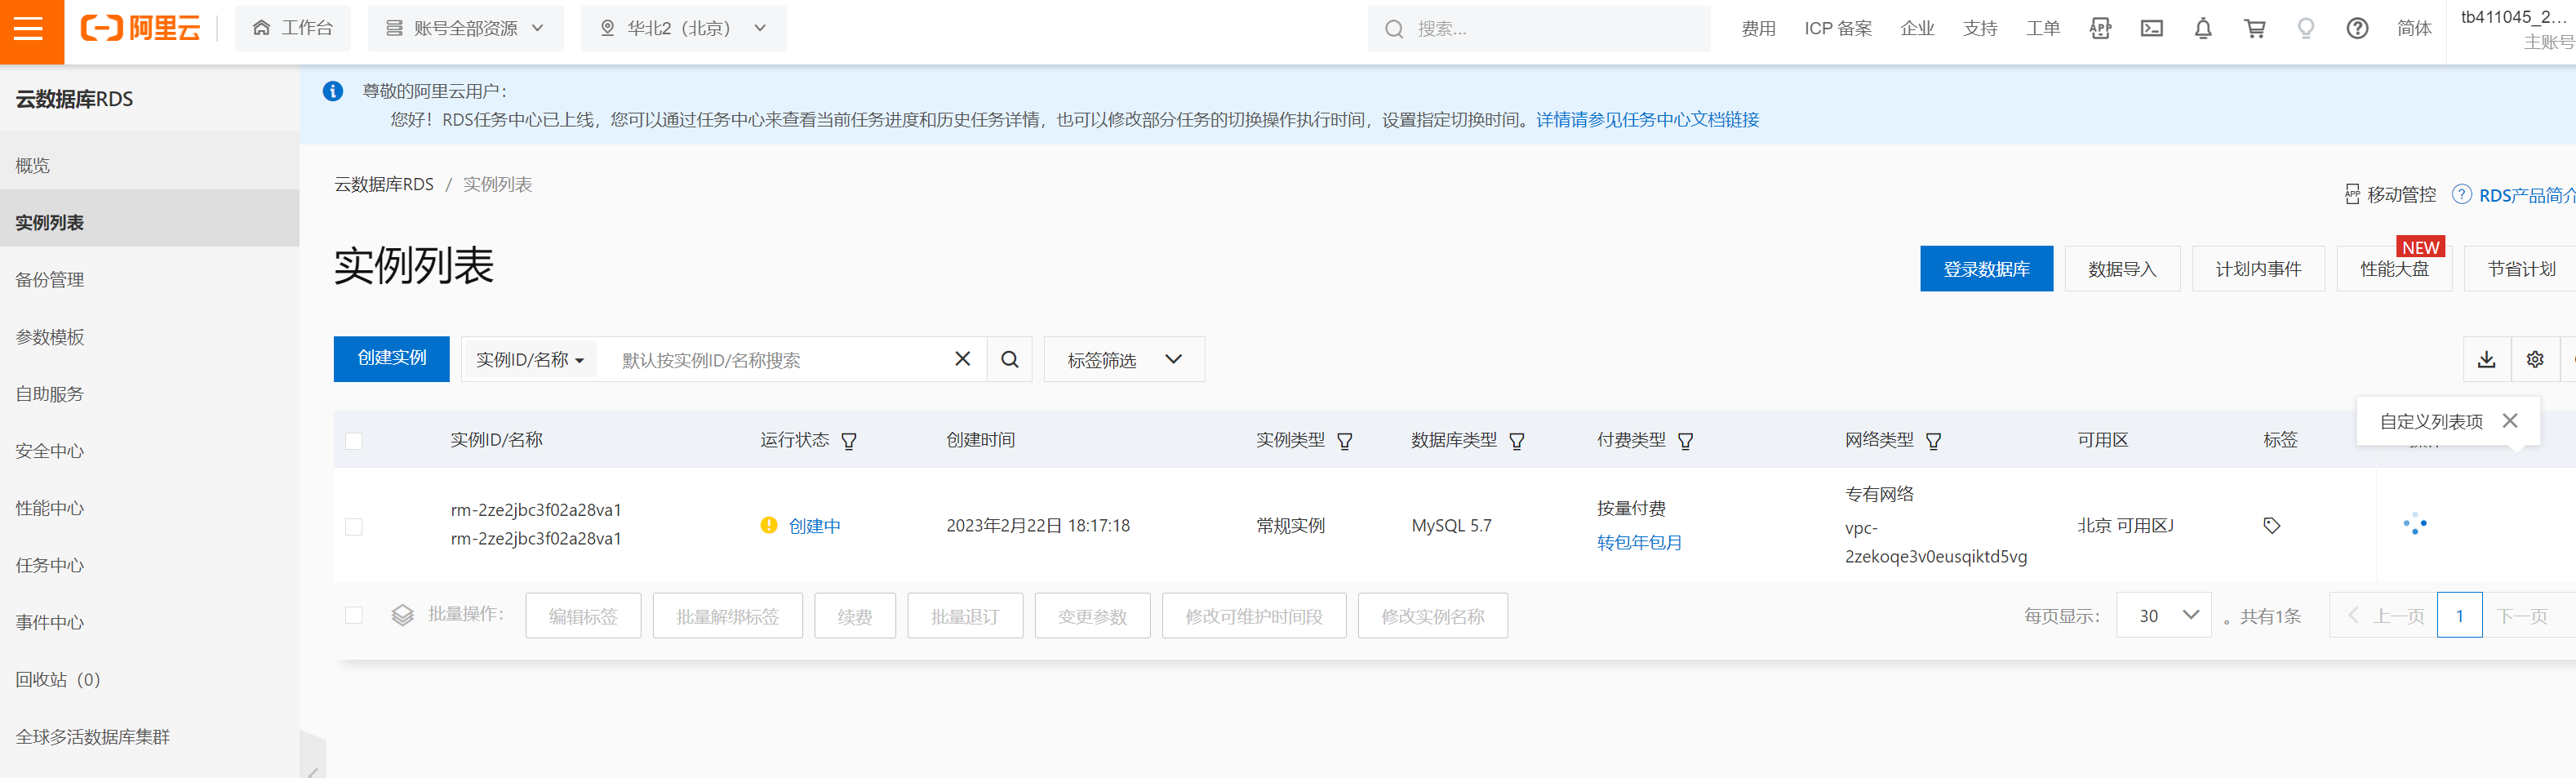 阿里云
工作台
账号全部资源
华北2（北京）
搜索...
费用
ICP 备案
企业
支持
工单
简体
tb411045_2...
主账号
云数据库RDS
概览
实例列表
备份管理
参数模板
自助服务
安全中心
性能中心
任务中心
事件中心
回收站（0）
全球多活数据库集群
尊敬的阿里云用户：
您好！RDS任务中心已上线，您可以通过任务中心来查看当前任务进度和历史任务详情，也可以修改部分任务的切换操作执行时间，设置指定切换时间。详情请参见任务中心文档链接
云数据库RDS / 实例列表
APP 移动管控
RDS产品简介
实例列表
登录数据库
数据导入
计划内事件
性能大盘
NEW
节省计划
创建实例
实例ID/名称
默认按实例ID/名称搜索
标签筛选
自定义列表项
实例ID/名称
运行状态
创建时间
实例类型
数据库类型
付费类型
网络类型
可用区
标签
rm-2ze2jbc3f02a28va1
rm-2ze2jbc3f02a28va1
创建中
2023年2月22日 18:17:18
常规实例
MySQL 5.7
按量付费
转包年包月
专有网络
vpc-
2zekoqe3v0eusqiktd5vg
北京 可用区J
批量操作：
编辑标签
批量解绑标签
续费
批量退订
变更参数
修改可维护时间段
修改实例名称
每页显示：
30
。共有1条
上一页
1
下一页